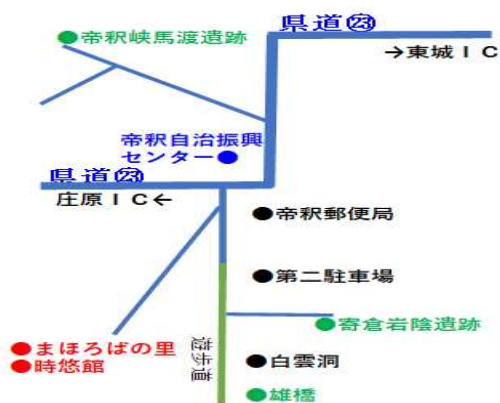 県道㉓
●帝釈峡馬渡遺跡
→東城ＩＣ
帝釈自治振興
センター●
県道㉓
庄原ＩＣ←
●帝釈郵便局
●第二駐車場
●寄倉岩陰遺跡
●まほろばの里
●時悠館
遊歩道
●白雲洞
●雄橋